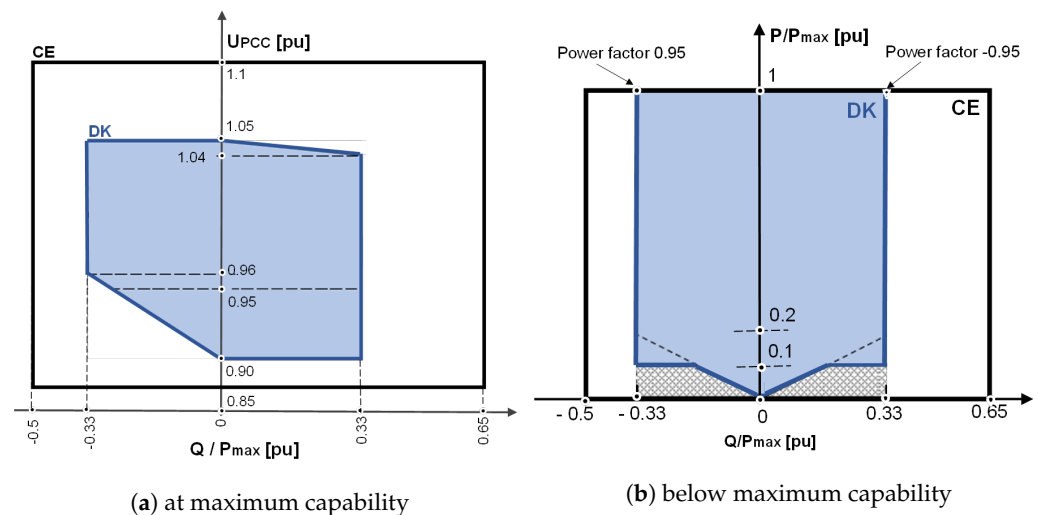 UPCC [pu]
CE
1.1
DK
1.05
1.04
0.96
0.95
0.90
0.85
-0.5
-0.33
0
0.33
0.65
Q / Pmax [pu]
(a) at maximum capability
P/Pmax [pu]
Power factor 0.95
Power factor -0.95
1
DK
CE
0.2
0.1
- 0.5
- 0.33
0
0.33
0.65
Q/Pmax [pu]
(b) below maximum capability